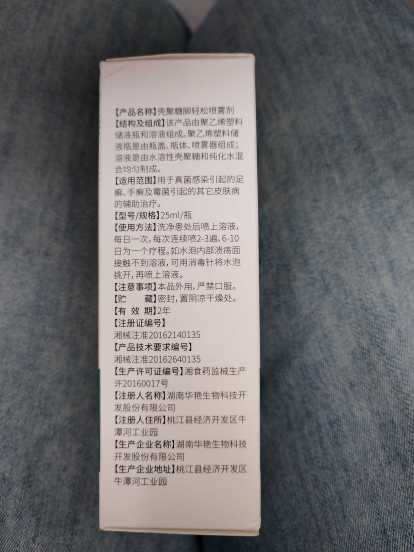 【产品名称】壳聚糖脚轻松喷雾剂
【结构及组成】该产品由聚乙烯塑料
储液瓶和溶液组成。聚乙烯塑料储
液瓶是由瓶盖、瓶体、喷雾器组成;
溶液是由水溶性壳聚糖和纯化水混
合均匀制成。
【适用范围】用于真菌感染引起的足
癣、手癣及霉菌引起的其它皮肤病
的辅助治疗。
【型号/规格】25ml/瓶
【使用方法】洗净患处后喷上溶液,
每日一次,每次连续喷2-3遍,6-10
日为一个疗程。如水泡内部溃疡面
接触不到溶液,可用消毒针将水泡
挑开,再喷上溶液。
【注意事项】本品外用,严禁口服。
【贮 藏】密封,置阴凉干燥处。
【有 效 期】2年
【注册证编号】
湘械注准20162140135
【产品技术要求编号】
湘械注准20162640135
【生产许可证编号】湘食药监械生产
许20160017号
【注册人名称】湖南华艳生物科技开
发股份有限公司
【注册人住所】桃江县经济开发区牛
潭河工业园
【生产企业名称】湖南华艳生物科技
开发股份有限公司
【生产企业地址】桃江县经济开发区
牛潭河工业园